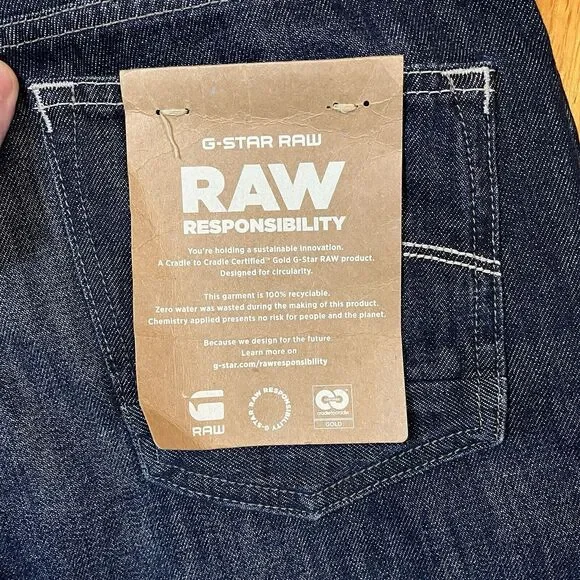 G-STAR RAW
RAW
RESPONSIBILITY
You're holding a sustainable innovation.
A Cradle to Cradle Certified™ Gold G-Star RAW product.
Designed for circularity.
This garment is 100% recyclable.
Zero water was wasted during the making of this product.
Chemistry applied presents no risk for people and the planet.
Because we design for the future.
Learn more on
g-star.com/rawresponsibility
G
RAW
G-STAR RAW RESPONSIBILITY
cradletocradle
GOLD